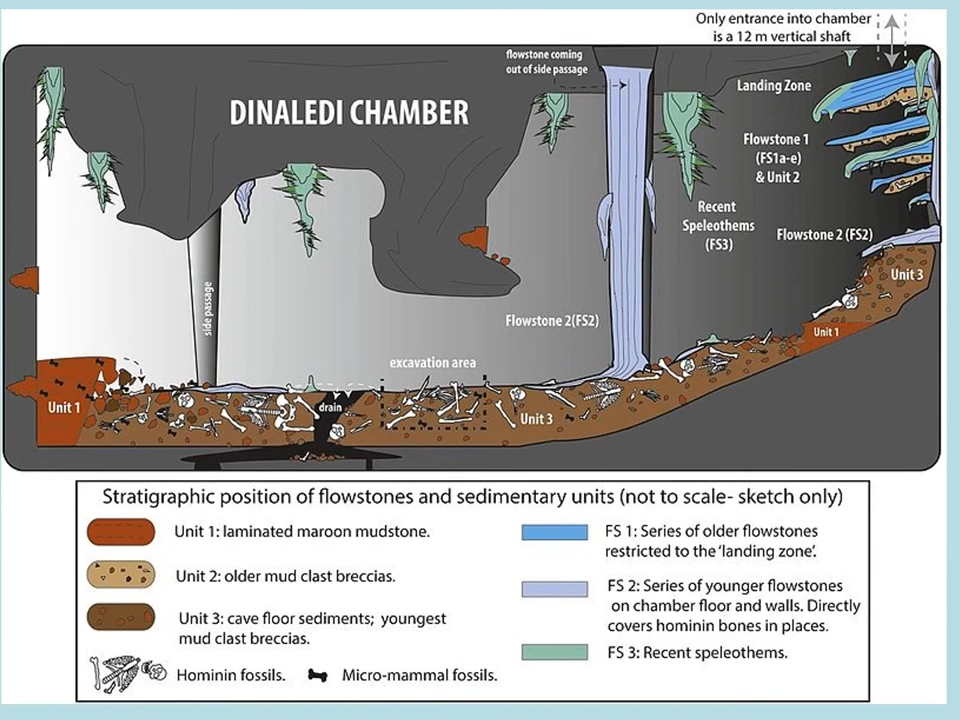 Only entrance into chamber
is a 12 m vertical shaft
flowstone coming
out of side passage
DINALEDI CHAMBER
Landing Zone
Flowstone 1
(FS1a-e)
& Unit 2
Recent
Speleothems
(FS3)
Flowstone 2 (FS2)
Unit 3
side passage
Flowstone 2(FS2)
Unit 1
excavation area
Unit 1
drain
Unit 3
Stratigraphic position of flowstones and sedimentary units (not to scale- sketch only)
Unit 1: laminated maroon mudstone.
Unit 2: older mud clast breccias.
Unit 3: cave floor sediments; youngest
mud clast breccias.
Hominin fossils.
Micro-mammal fossils.
FS 1: Series of older flowstones
restricted to the 'landing zone'.
FS 2: Series of younger flowstones
on chamber floor and walls. Directly
covers hominin bones in places.
FS 3: Recent speleothems.